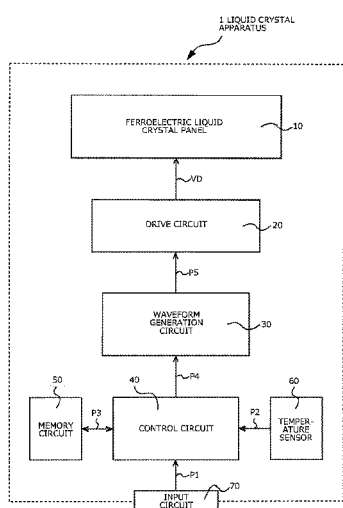 1 LIQUID CRYSTAL
APPARATUS
FERROELECTRIC LIQUID
CRYSTAL PANEL
10
VD
DRIVE CIRCUIT
20
P5
WAVEFORM
GENERATION
CIRCUIT
30
P4
50
40
60
MEMORY
CIRCUIT
P3
CONTROL CIRCUIT
P2
TEMPER-
ATURE
SENSOR
P1
70
INPUT
CIRCUIT